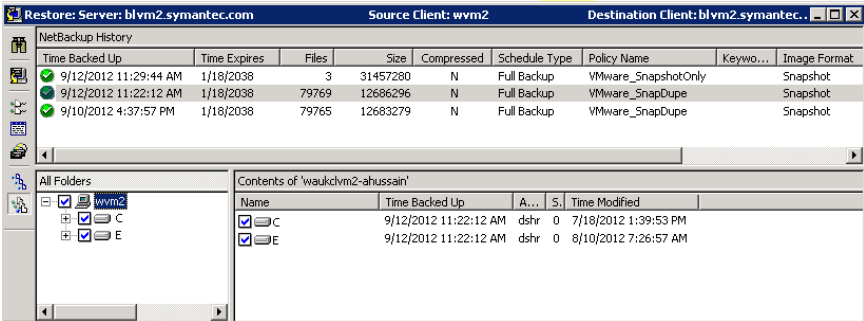 Restore: Server: blvm2.symantec.com Source Client: wvm2 Destination Client: blvm2.symantec..
NetBackup History
Time Backed Up Time Expires Files Size Compressed Schedule Type Policy Name Keywo... Image Format
9/12/2012 11:29:44 AM 1/18/2038 3 31457280 N Full Backup VMware_SnapshotOnly Snapshot
9/12/2012 11:22:12 AM 1/18/2038 79769 12686296 N Full Backup VMware_SnapDupe Snapshot
9/10/2012 4:37:57 PM 1/18/2038 79765 12683279 N Full Backup VMware_SnapDupe Snapshot
All Folders
wvm2
C
E
Contents of 'waukclvm2-ahussain'
Name Time Backed Up A... S. Time Modified
C 9/12/2012 11:22:12 AM dshr 0 7/18/2012 1:39:53 PM
E 9/12/2012 11:22:12 AM dshr 0 8/10/2012 7:26:57 AM